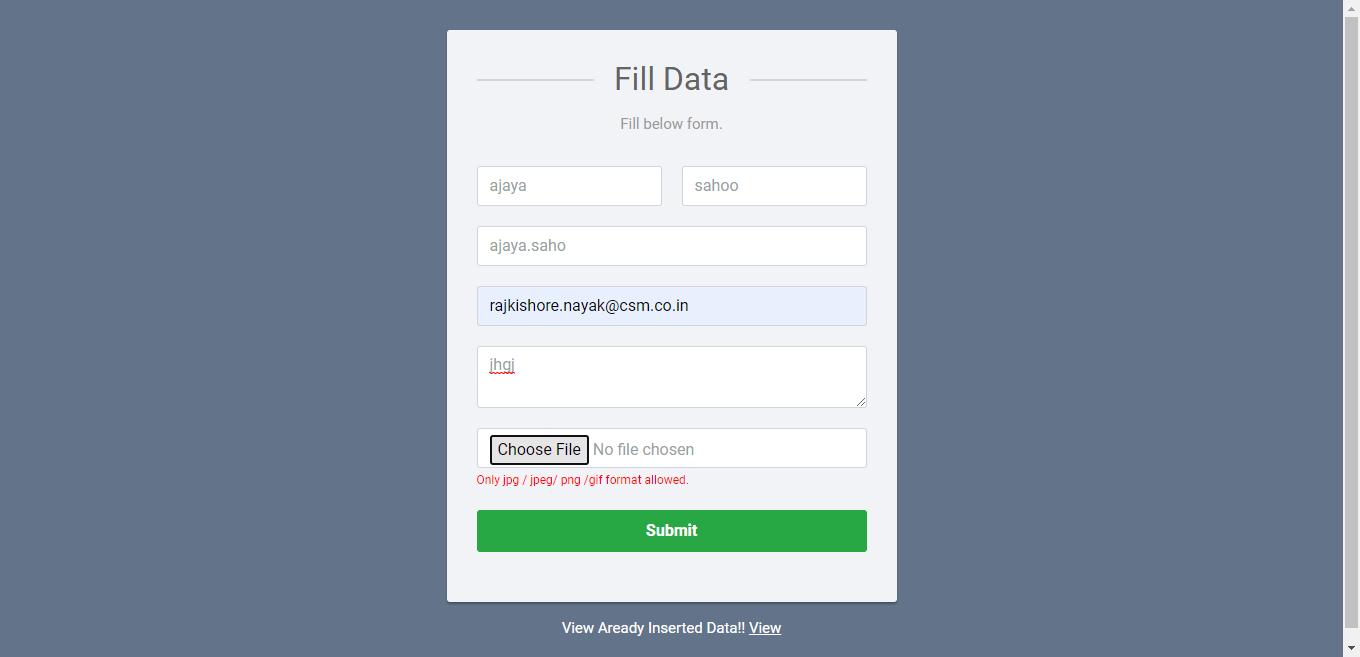 Fill Data
Fill below form.
ajaya sahoo
ajaya.saho
rajkishore.nayak@csm.co.in
jhgj
Choose File No file chosen
Only jpg / jpeg/ png /gif format allowed.
Submit
View Aready Inserted Data!! View